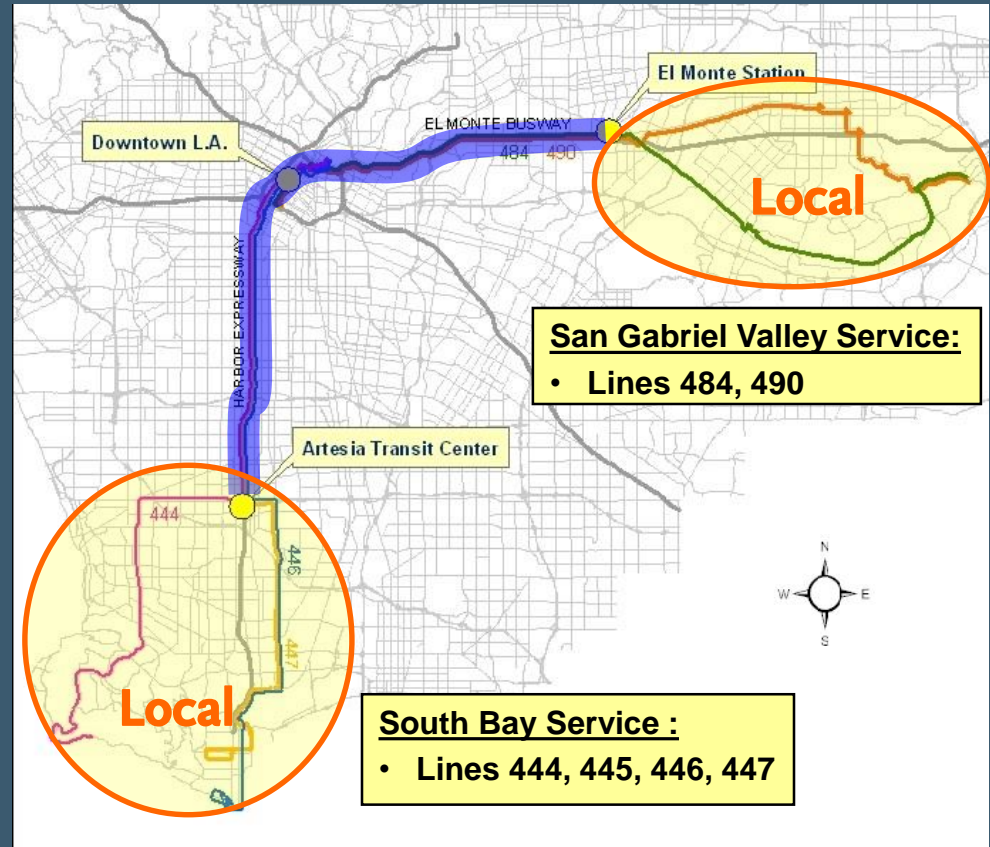 El Monte Station
EL MONTE BUSWAY
Downtown L.A.
484 490
Local
HARBOR EXPRESSWAY
San Gabriel Valley Service:
• Lines 484, 490
Artesia Transit Center
444
446
447
N
W E
S
Local
South Bay Service :
• Lines 444, 445, 446, 447